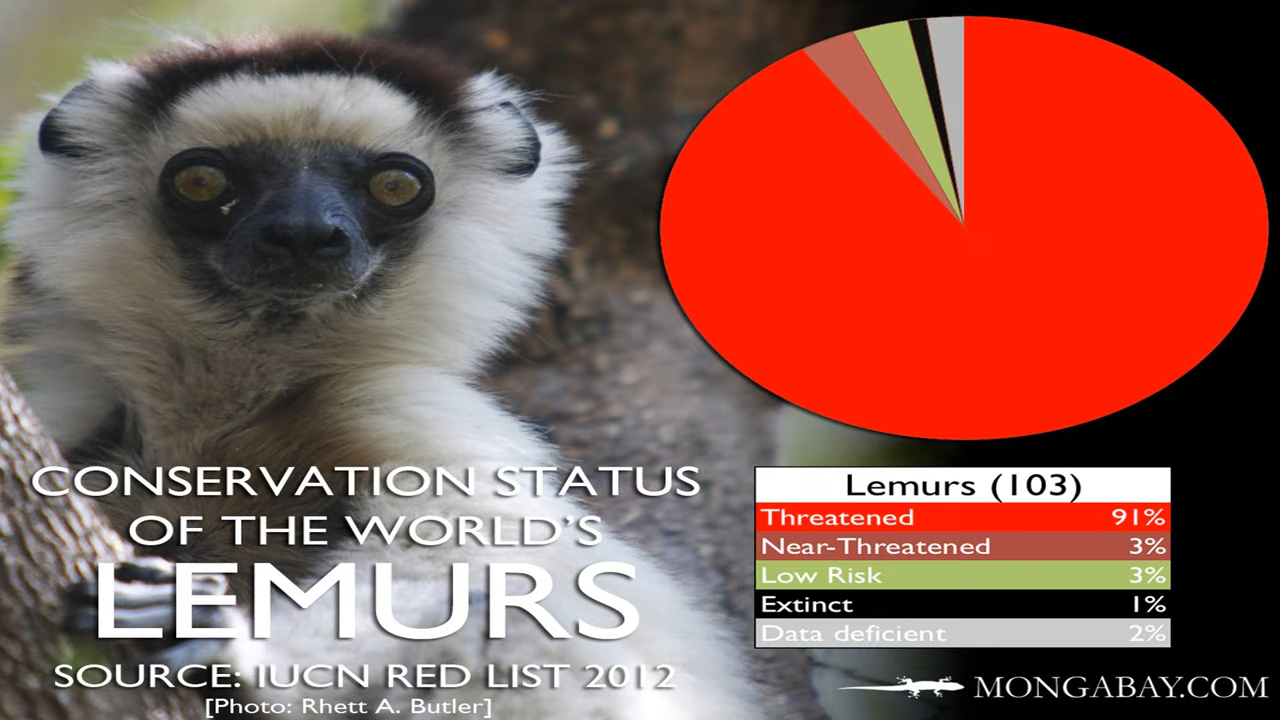 CONSERVATION STATUS
OF THE WORLD'S
LEMURS
SOURCE: IUCN RED LIST 2012
[Photo: Rhett A. Butler]
Lemurs (103)
Threatened 91%
Near-Threatened 3%
Low Risk 3%
Extinct 1%
Data deficient 2%
MONGABAY.COM